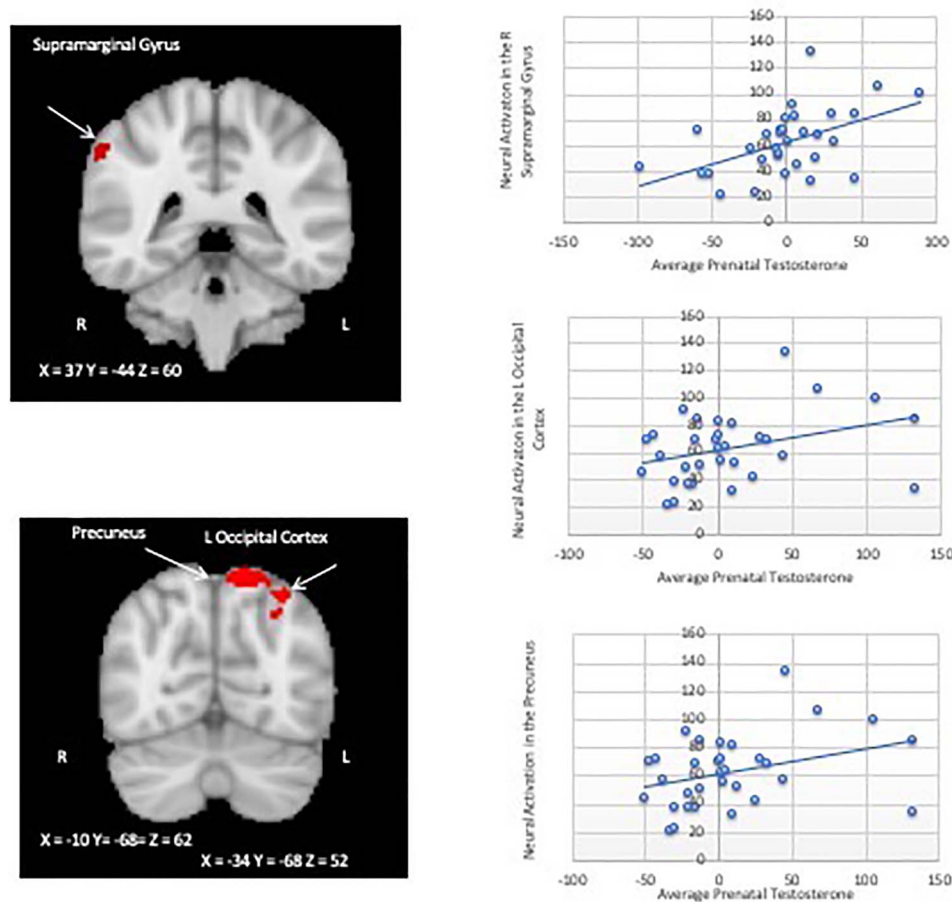 Supramarginal Gyrus
R
L
X = 37 Y = -44 Z = 60
Precuneus
L Occipital Cortex
R
L
X = -10 Y= -68= Z = 62
X = -34 Y = -68 Z = 52
Neural Activaton in the R
Supramarginal Gyrus
160
140
120
100
80
60
40
20
0
-150
-100
-50
0
50
100
Average Prenatal Testosterone
Neural Activaton in the L Occipital
Cortex
160
140
120
100
80
60
40
20
0
-100
-50
0
50
100
150
Average Prenatal Testosterone
Neural Activation in the Precuneus
160
140
120
100
80
60
40
20
0
-100
-50
0
50
100
150
Average Prenatal Testosterone